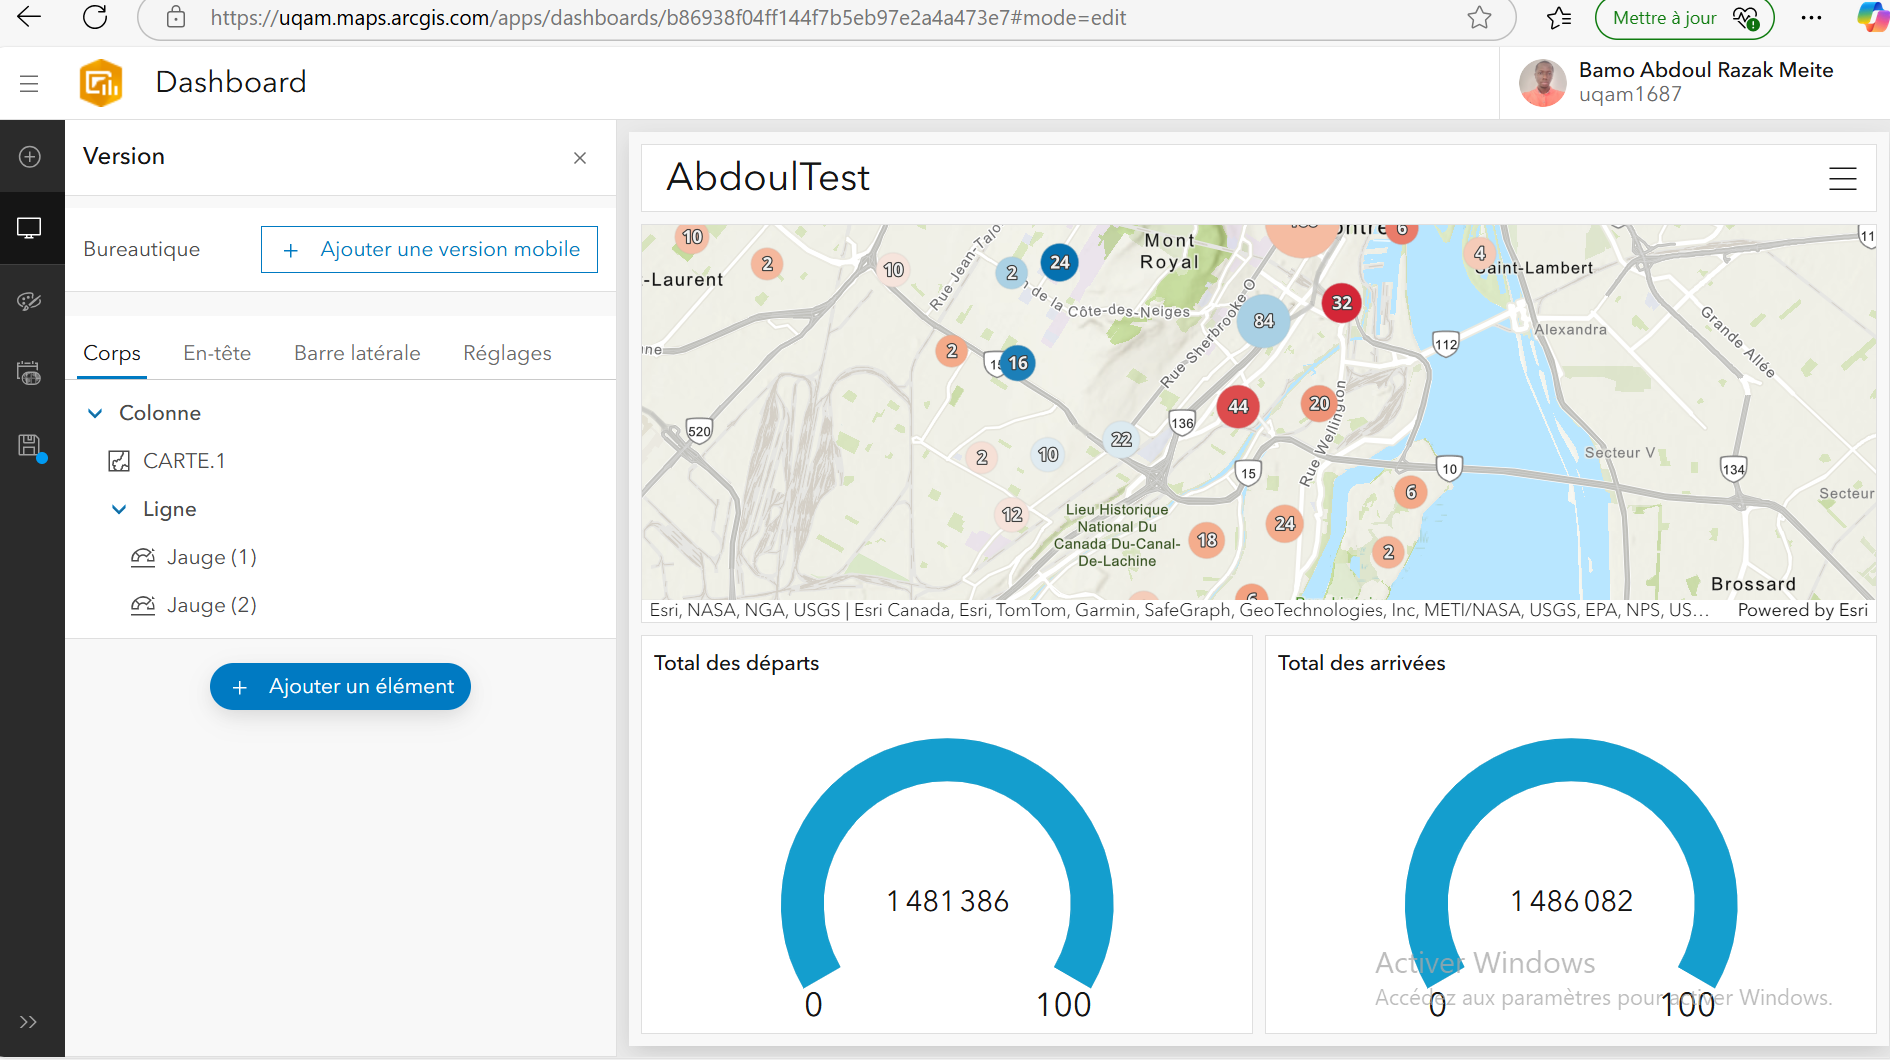 https://uqam.maps.arcgis.com/apps/dashboards/b86938f04ff144f7b5eb97e2a4a473e7#mode=edit
Mettre à jour
Dashboard
Bamo Abdoul Razak Meite
uqam1687
Version
Bureautique
+ Ajouter une version mobile
Corps
En-tête
Barre latérale
Réglages
Colonne
CARTE.1
Ligne
Jauge (1)
Jauge (2)
+ Ajouter un élément
AbdoulTest
10
2
10
Rue Jean-Talo
2
24
Mont
Royal
6
4
Saint-Lambert
11
-Laurent
n de la Côte-des-Neiges
Rue Sherbrooke O
84
32
Alexandra
Grande Allée
112
2
16
520
136
44
20
Rue Wellington
22
10
2
15
10
Secteur V
134
Secteur
12
Lieu Historique
National Du
Canada Du-Canal-
De-Lachine
18
24
6
2
6
Brossard
Esri, NASA, NGA, USGS | Esri Canada, Esri, TomTom, Garmin, SafeGraph, GeoTechnologies, Inc, METI/NASA, USGS, EPA, NPS, US...
Powered by Esri
Total des départs
1 481 386
0
100
Total des arrivées
1 486 082
0
100
Activer Windows
Accédez aux paramètres pour activer Windows.